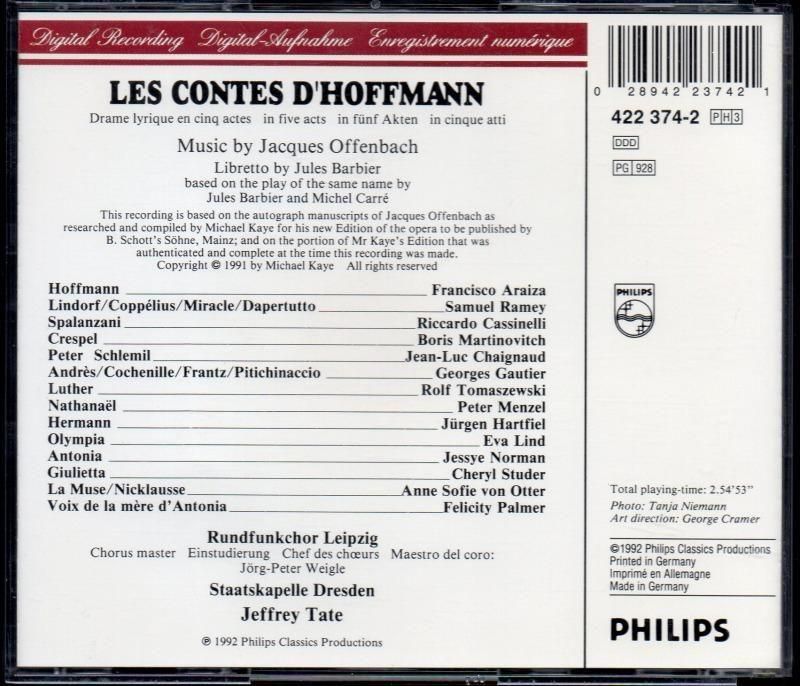 Digital Recording Digital-Aufnahme Enregistrement numérique
LES CONTES D'HOFFMANN
Drame lyrique en cinq actes in five acts in fünf Akten in cinque atti
Music by Jacques Offenbach
Libretto by Jules Barbier
based on the play of the same name by
Jules Barbier and Michel Carré
This recording is based on the autograph manuscripts of Jacques Offenbach as
researched and compiled by Michael Kaye for his new Edition of the opera to be published by
B. Schott's Söhne, Mainz; and on the portion of Mr Kaye's Edition that was
authenticated and complete at the time this recording was made.
Copyright © 1991 by Michael Kaye All rights reserved
Hoffmann Francisco Araiza
Lindorf/Coppélius/Miracle/Dapertutto Samuel Ramey
Spalanzani Riccardo Cassinelli
Crespel Boris Martinovitch
Peter Schlemil Jean-Luc Chaignaud
Andrès/Cochenille/Frantz/Pitichinaccio Georges Gautier
Luther Rolf Tomaszewski
Nathanaël Peter Menzel
Hermann Jürgen Hartfiel
Olympia Eva Lind
Antonia Jessye Norman
Giulietta Cheryl Studer
La Muse/Nicklausse Anne Sofie von Otter
Voix de la mère d'Antonia Felicity Palmer
Rundfunkchor Leipzig
Chorus master Einstudierung Chef des chœurs Maestro del coro:
Jörg-Peter Weigle
Staatskapelle Dresden
Jeffrey Tate
℗ 1992 Philips Classics Productions
0 28942 23742 1
422 374-2 PH3
DDD
PG 928
PHILIPS
Total playing-time: 2.54'53"
Photo: Tanja Niemann
Art direction: George Cramer
©1992 Philips Classics Productions
Printed in Germany
Imprimé en Allemagne
Made in Germany
PHILIPS